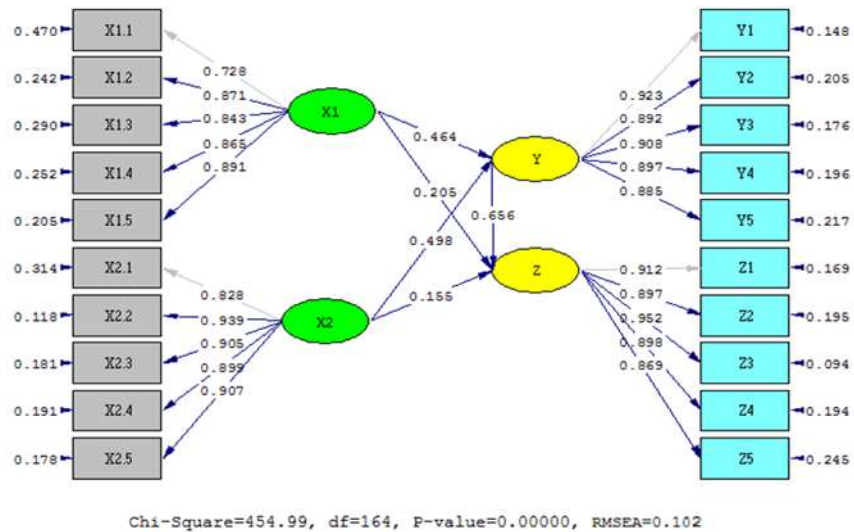 0.470 X1.1 Y1 0.148
0.728 0.923
0.242 X1.2 Y2 0.205
0.871 0.892
0.290 X1.3 0.843 X1 0.464 0.908 Y3 0.176
0.865 Y 0.897
0.252 X1.4 Y4 0.196
0.891 0.205 0.885
0.205 X1.5 0.656 Y5 0.217
0.498
0.314 X2.1 Z 0.912 Z1 0.169
0.828 0.155 0.897
0.118 X2.2 0.939 X2 0.952 Z2 0.195
0.905 0.898
0.181 X2.3 0.899 0.869 Z3 0.094
0.907
0.191 X2.4 Z4 0.194
0.178 X2.5 Z5 0.245
Chi-Square=454.99, df=164, P-value=0.00000, RMSEA=0.102